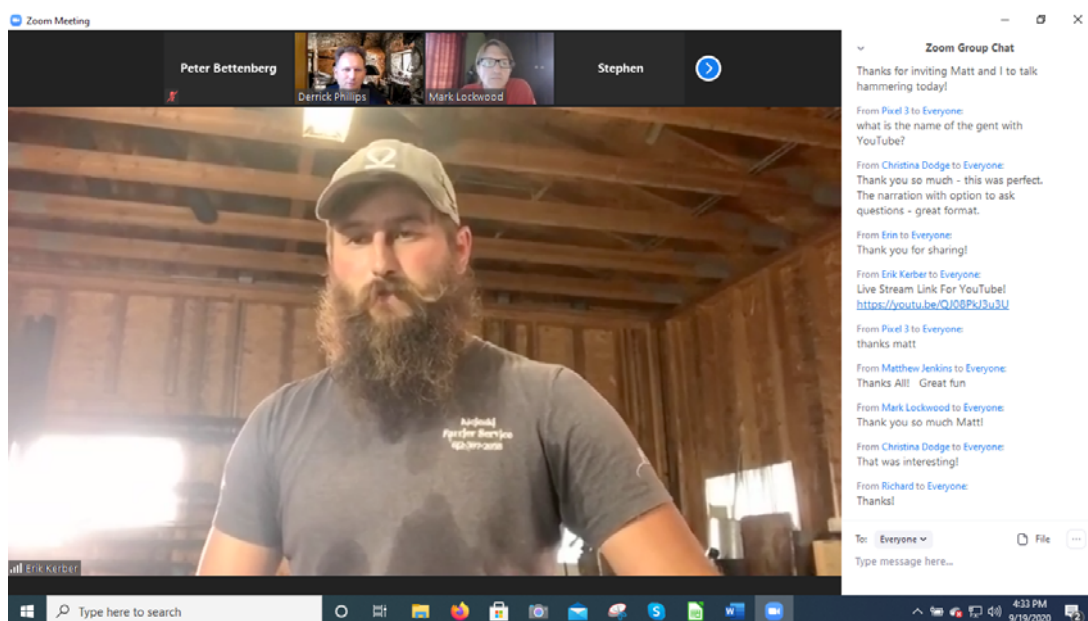 Zoom Meeting
Peter Bettenberg
Derrick Phillips
Mark Lockwood
Stephen
Farrier Service
Erik Kerber
Zoom Group Chat
Thanks for inviting Matt and I to talk
hammering today!
From Pixel 3 to Everyone:
what is the name of the gent with
YouTube?
From Christina Dodge to Everyone:
Thank you so much - this was perfect.
The narration with option to ask
questions - great format.
From Erin to Everyone:
Thank you for sharing!
From Erik Kerber to Everyone:
Live Stream Link For YouTube!
https://youtu.be/QJ08PkJ3u3U
From Pixel 3 to Everyone:
thanks matt
From Matthew Jenkins to Everyone:
Thanks All! Great fun
From Mark Lockwood to Everyone:
Thank you so much Matt!
From Christina Dodge to Everyone:
That was interesting!
From Richard to Everyone:
Thanks!
To: Everyone File ...
Type message here...
Type here to search
4:33 PM
9/19/2020